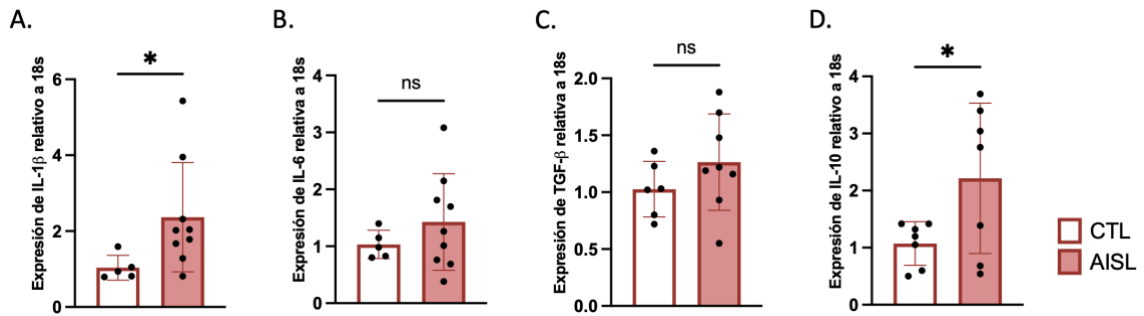 A.
Expresión de IL-1β relativo a 18s
6
4
2
0
*
B.
Expresión de IL-6 relativo a 18s
4
3
2
1
0
ns
C.
Expresión de TGF-β relativa a 18s
2.0
1.5
1.0
0.5
0.0
ns
D.
Expresión de IL-10 relativo a 18s
4
3
2
1
0
*
CTL
AISL